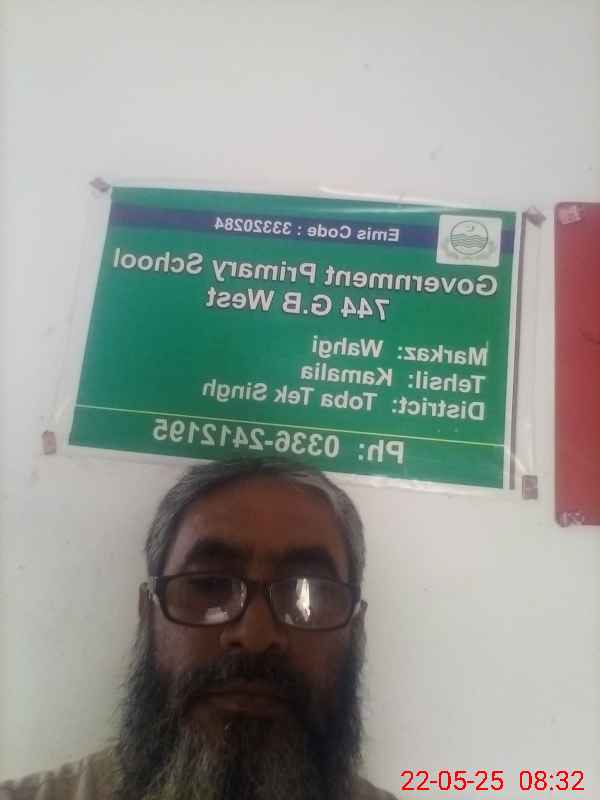 Emis Code : 33320284
Government Primary School
744 G.B West
Markaz: Wahgi
Tehsil: Kamalia
District: Toba Tek Singh
Ph: 0336-2412195
22-05-25 08:32